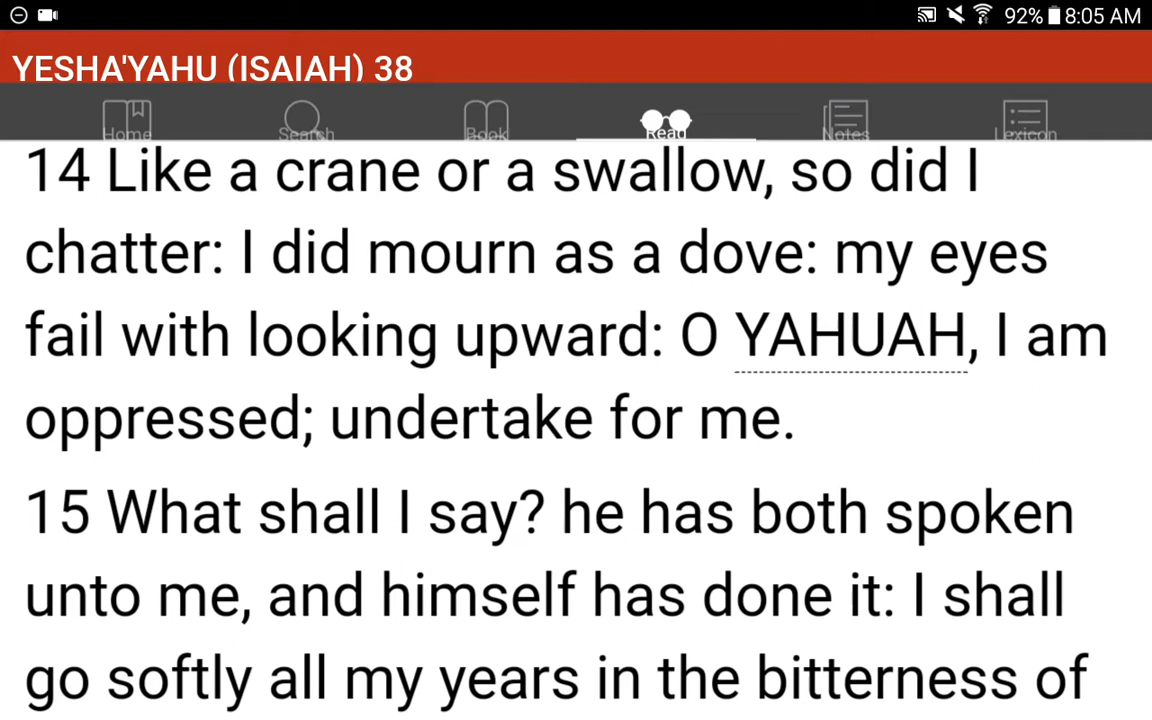 92% 8:05 AM
YESHA'YAHU (ISAIAH) 38
Home Search Book Read Notes Lexicon
14 Like a crane or a swallow, so did I
chatter: I did mourn as a dove: my eyes
fail with looking upward: O YAHUAH, I am
oppressed; undertake for me.
15 What shall I say? he has both spoken
unto me, and himself has done it: I shall
go softly all my years in the bitterness of